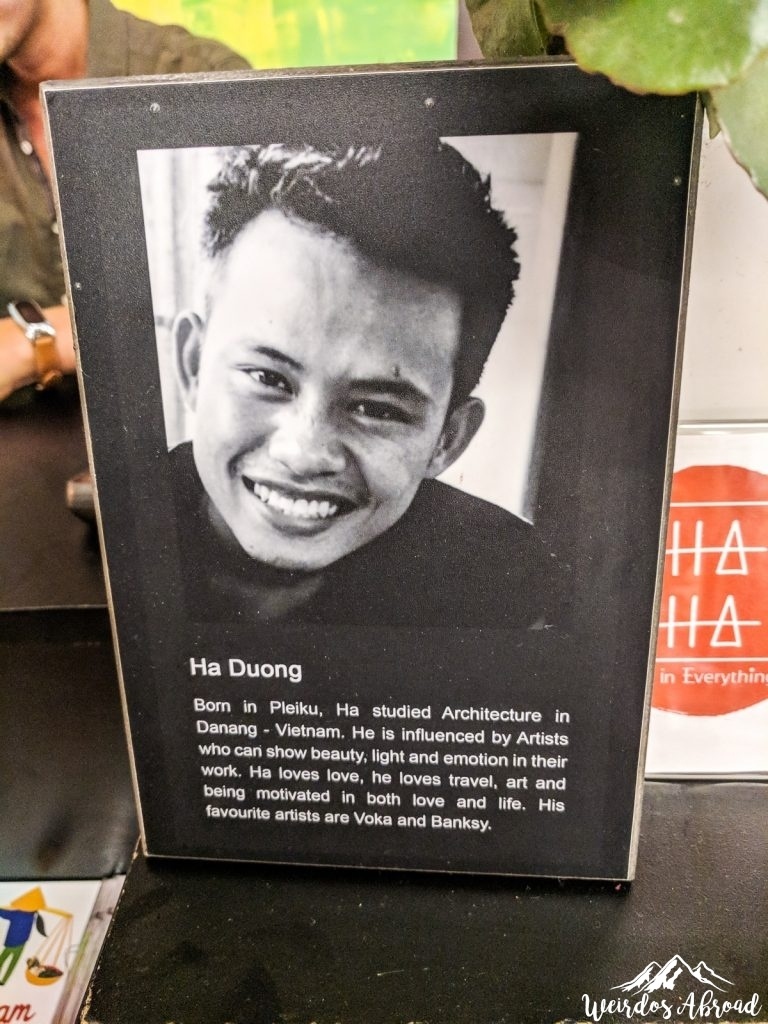 Ha Duong
Born in Pleiku, Ha studied Architecture in
Danang - Vietnam. He is influenced by Artists
who can show beauty, light and emotion in their
work. Ha loves love, he loves travel, art and
being motivated in both love and life. His
favourite artists are Voka and Banksy.
HA
HA
in Everything
am
Weirdos Abroad